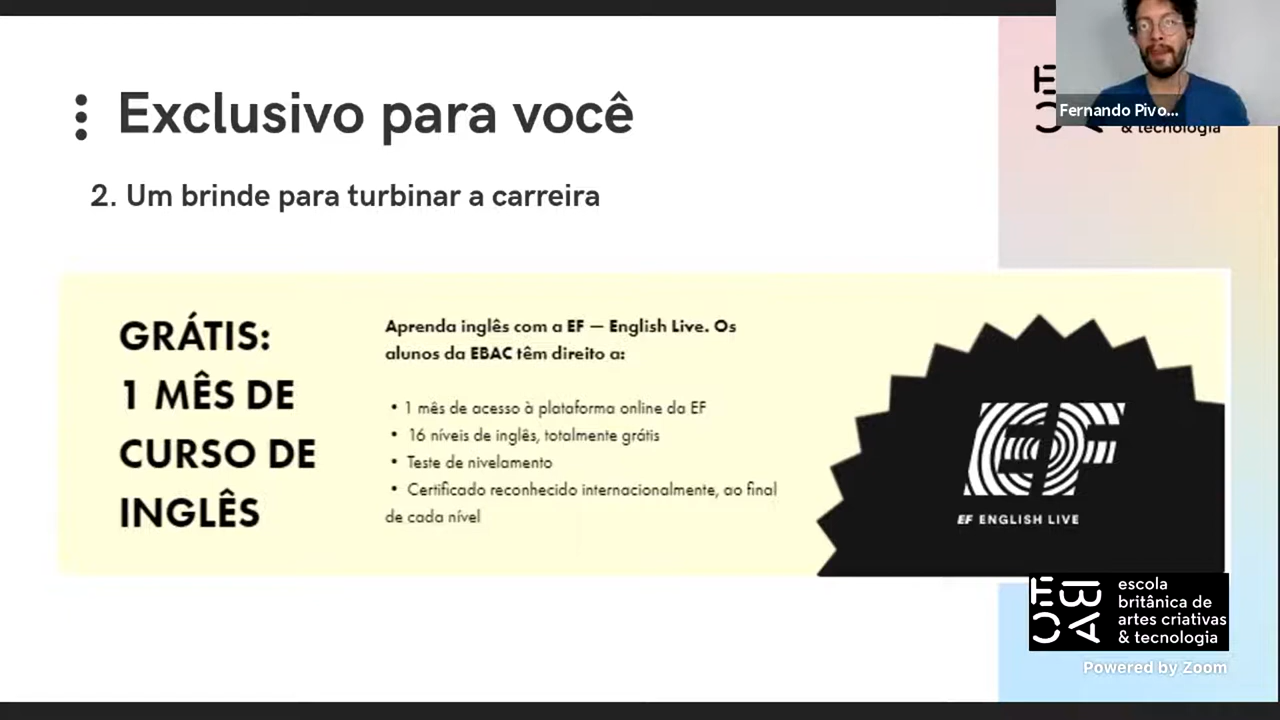 Exclusivo para você
2. Um brinde para turbinar a carreira
GRÁTIS:
1 MÊS DE
CURSO DE
INGLÊS
Aprenda inglês com a EF — English Live. Os
alunos da EBAC têm direito a:
• 1 mês de acesso à plataforma online da EF
• 16 níveis de inglês, totalmente grátis
• Teste de nivelamento
• Certificado reconhecido internacionalmente, ao final
de cada nível
EF
EF ENGLISH LIVE
Fernando Pivo...
& tecnologia
EBAC
escola
britânica de
artes criativas
& tecnologia
Powered by Zoom